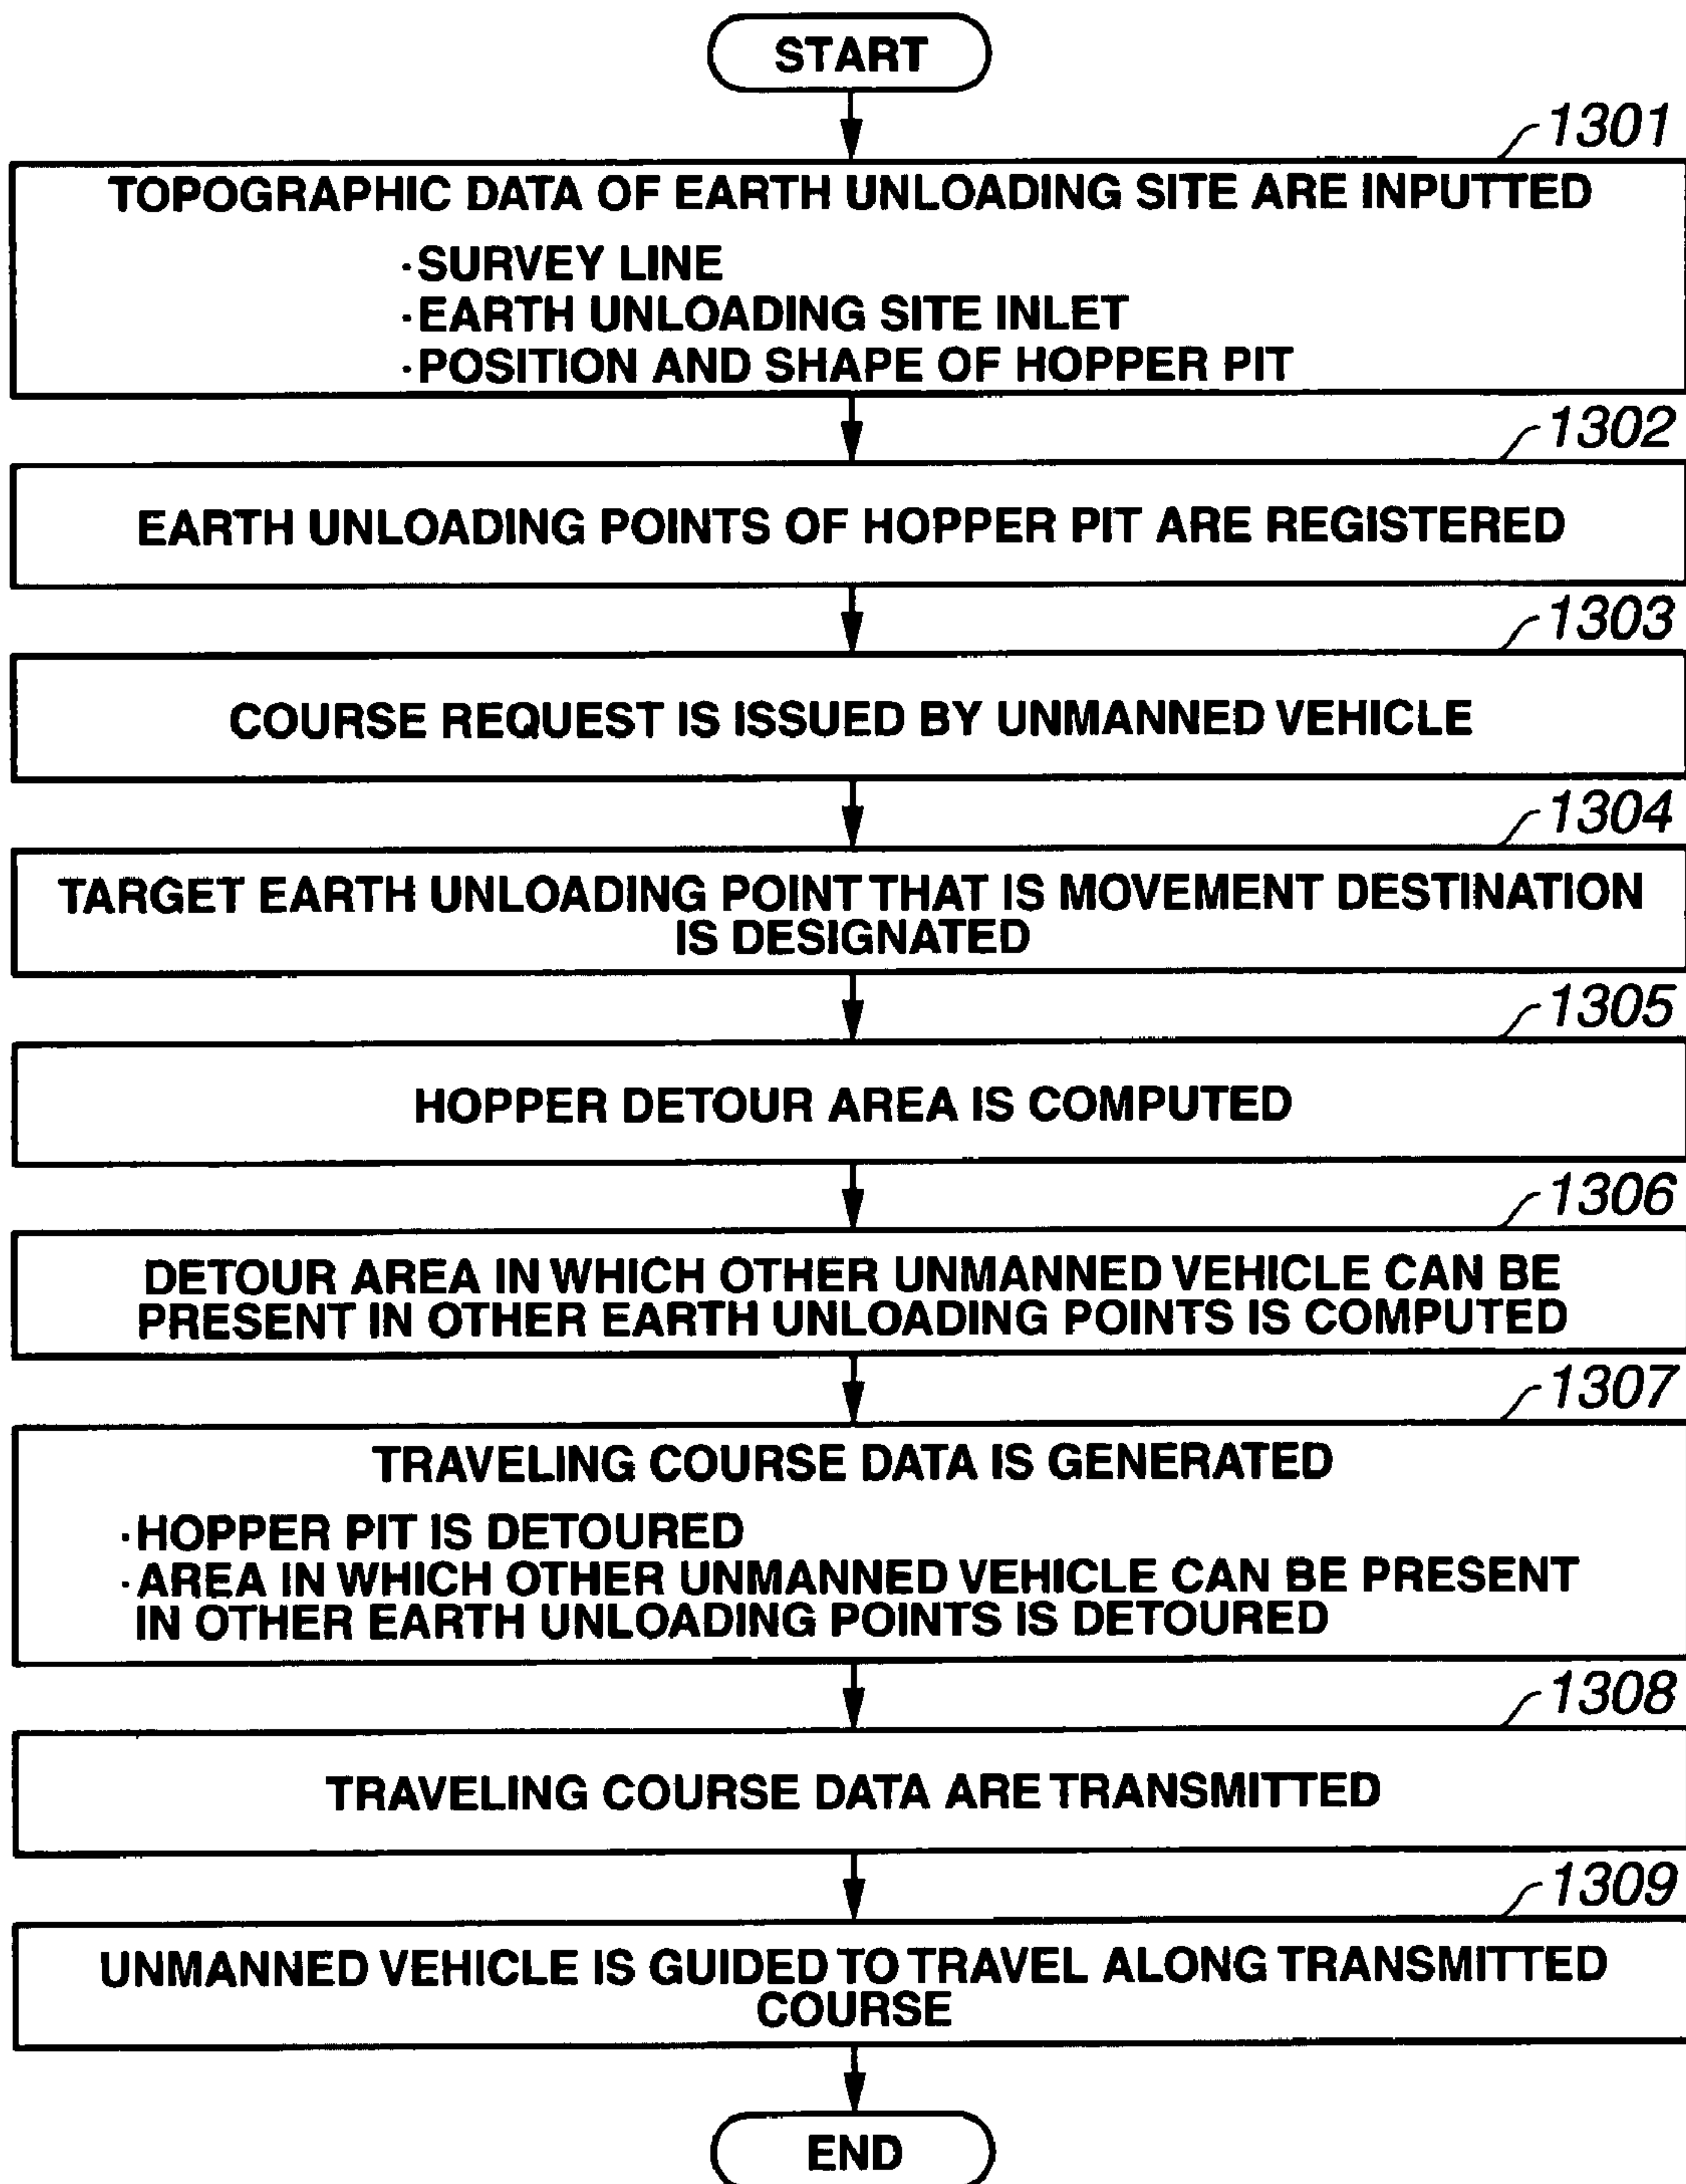 START
1301
TOPOGRAPHIC DATA OF EARTH UNLOADING SITE ARE INPUTTED
·SURVEY LINE
·EARTH UNLOADING SITE INLET
·POSITION AND SHAPE OF HOPPER PIT
1302
EARTH UNLOADING POINTS OF HOPPER PIT ARE REGISTERED
1303
COURSE REQUEST IS ISSUED BY UNMANNED VEHICLE
1304
TARGET EARTH UNLOADING POINT THAT IS MOVEMENT DESTINATION
IS DESIGNATED
1305
HOPPER DETOUR AREA IS COMPUTED
1306
DETOUR AREA IN WHICH OTHER UNMANNED VEHICLE CAN BE
PRESENT IN OTHER EARTH UNLOADING POINTS IS COMPUTED
1307
TRAVELING COURSE DATA IS GENERATED
·HOPPER PIT IS DETOURED
·AREA IN WHICH OTHER UNMANNED VEHICLE CAN BE PRESENT
IN OTHER EARTH UNLOADING POINTS IS DETOURED
1308
TRAVELING COURSE DATA ARE TRANSMITTED
1309
UNMANNED VEHICLE IS GUIDED TO TRAVEL ALONG TRANSMITTED
COURSE
END